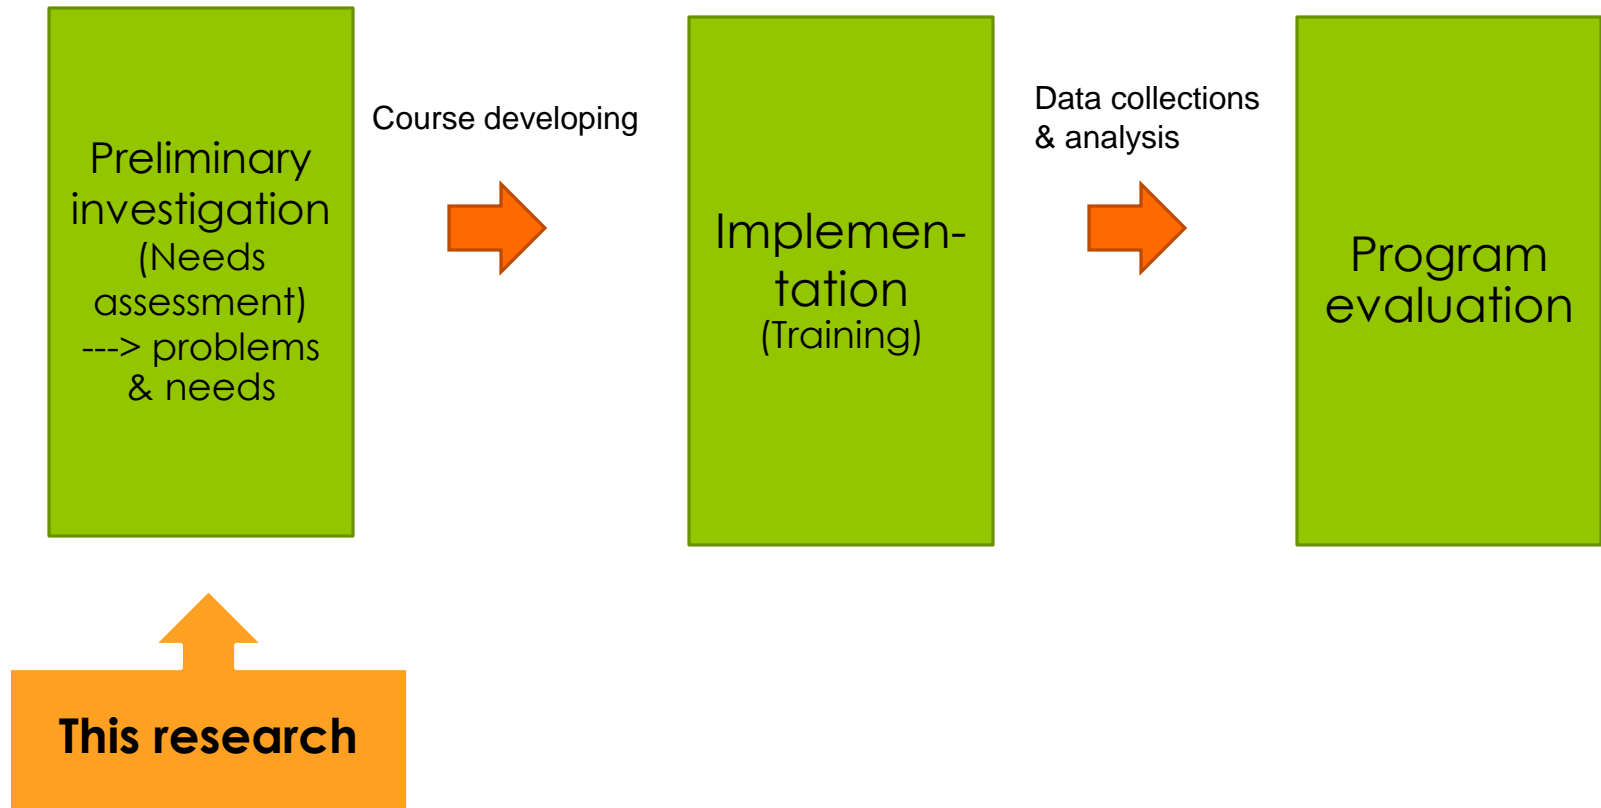 Preliminary
investigation
(Needs
assessment)
---> problems
& needs
Course developing
Implemen-
tation
(Training)
Data collections
& analysis
Program
evaluation
This research